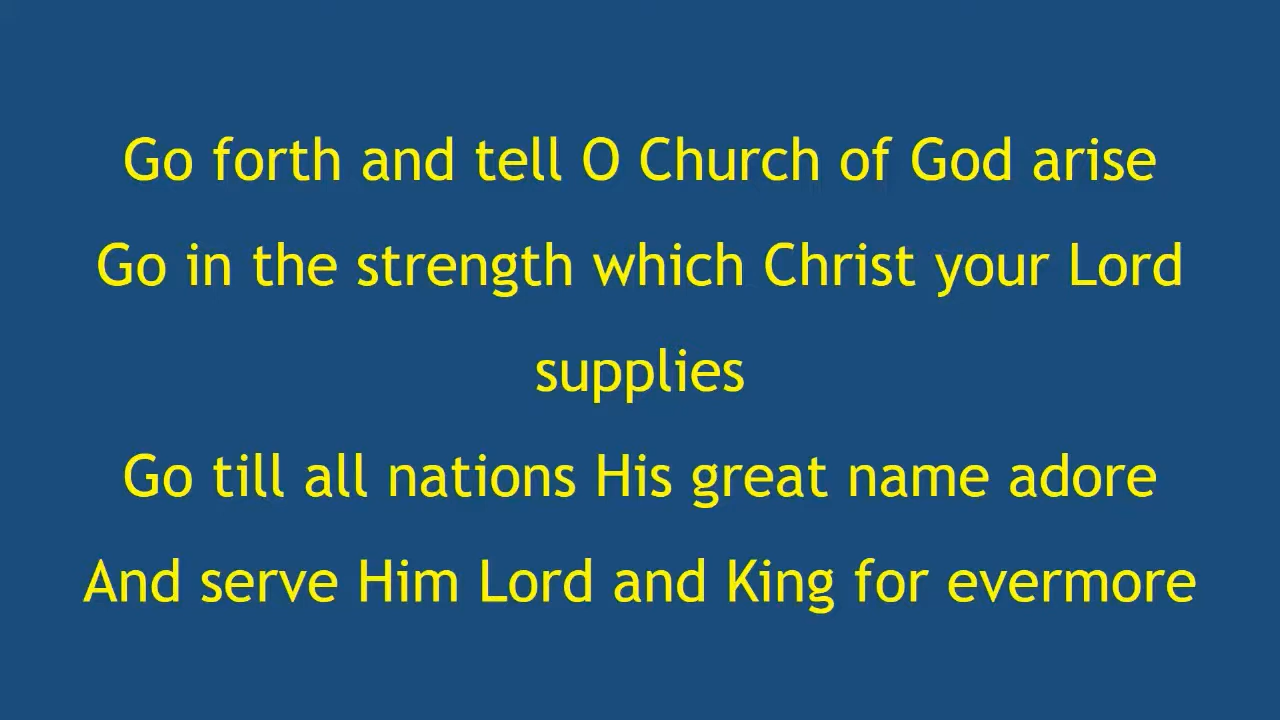 Go forth and tell O Church of God arise
Go in the strength which Christ your Lord
supplies
Go till all nations His great name adore
And serve Him Lord and King for evermore